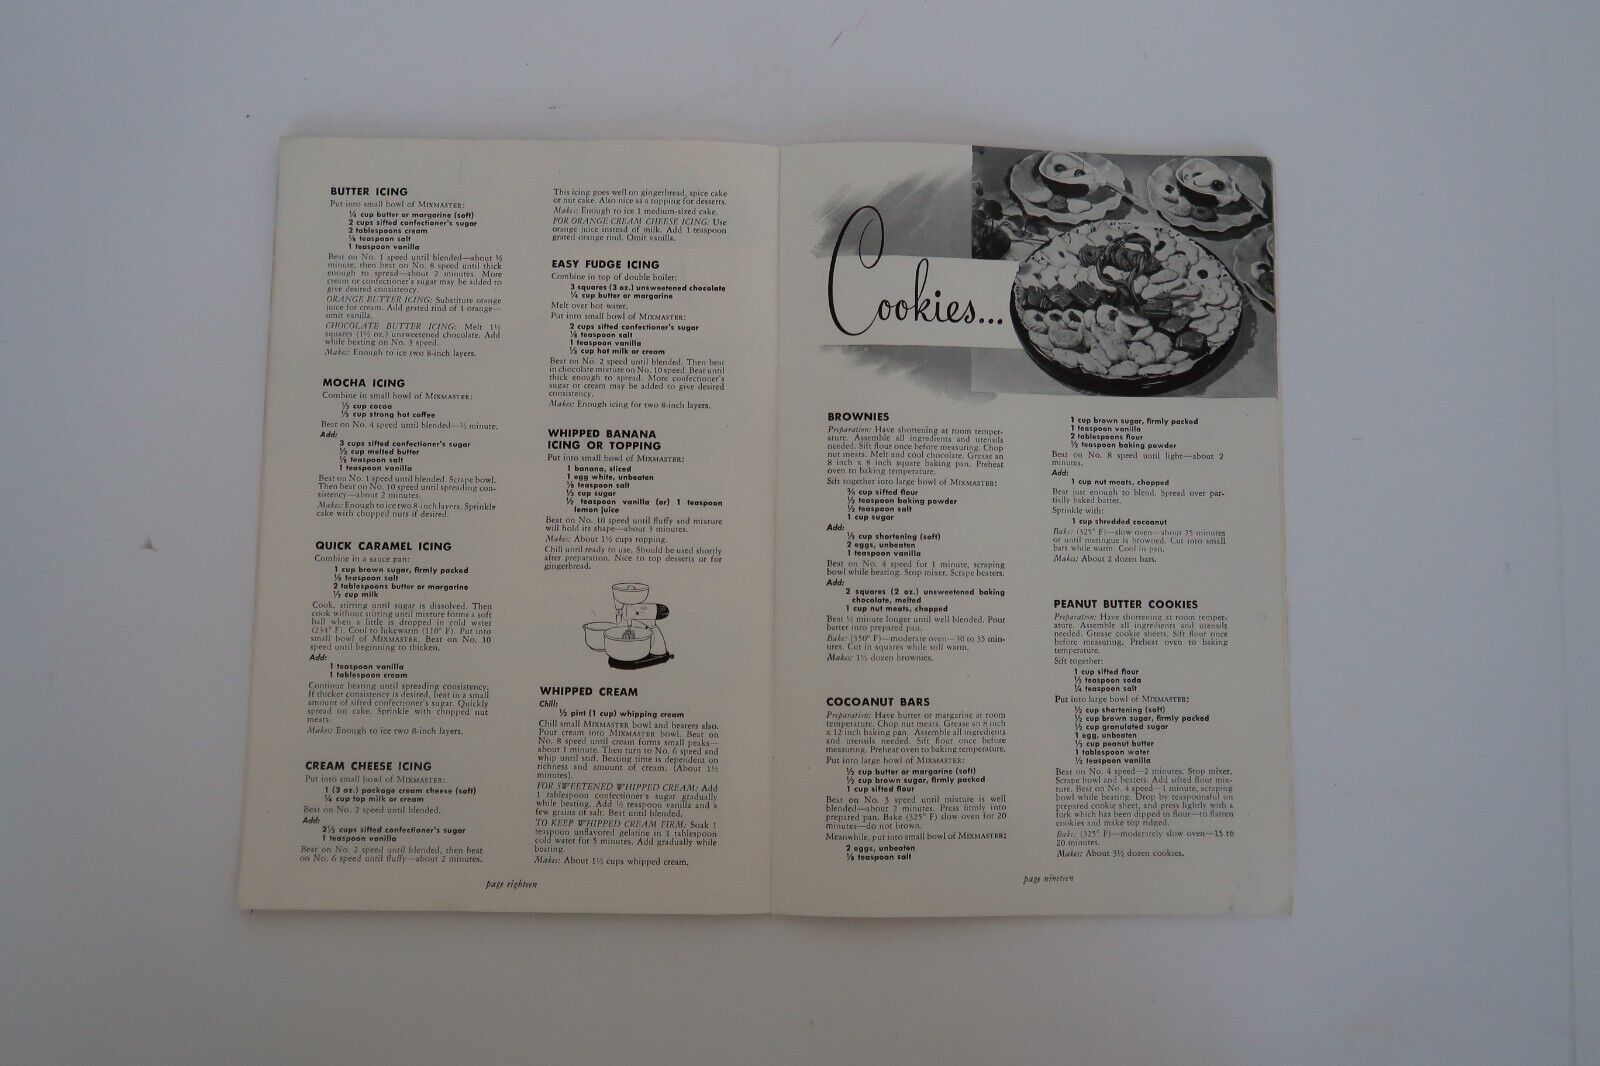 BUTTER ICING
Put into small bowl of MIXMASTER:
¼ cup butter or margarine (soft)
2 cups sifted confectioner's sugar
2 tablespoons cream
⅛ teaspoon salt
1 teaspoon vanilla
Beat on No. 1 speed until blended—about ½
minute, then beat on No. 8 speed until thick
enough to spread—about 2 minutes. More
cream or confectioner's sugar may be added to
give desired consistency.
ORANGE BUTTER ICING: Substitute orange
juice for cream. Add grated rind of 1 orange—
omit vanilla.
CHOCOLATE BUTTER ICING: Melt 1½
squares (1½ oz.) unsweetened chocolate. Add
while beating on No. 3 speed.
Makes: Enough to ice two 8-inch layers.
MOCHA ICING
Combine in small bowl of MIXMASTER:
⅓ cup cocoa
⅓ cup strong hot coffee
Beat on No. 4 speed until blended—½ minute.
Add:
3 cups sifted confectioner's sugar
⅓ cup melted butter
⅛ teaspoon salt
1 teaspoon vanilla
Beat on No. 1 speed until blended. Scrape bowl.
Then beat on No. 10 speed until spreading con-
sistency—about 2 minutes.
Makes: Enough to ice two 8-inch layers. Sprinkle
cake with chopped nuts if desired.
QUICK CARAMEL ICING
Combine in a sauce pan:
1 cup brown sugar, firmly packed
⅛ teaspoon salt
2 tablespoons butter or margarine
⅓ cup milk
Cook, stirring until sugar is dissolved. Then
cook without stirring until mixture forms a soft
ball when a little is dropped in cold water
(234° F). Cool to lukewarm (110° F). Put into
small bowl of MIXMASTER. Beat on No. 10
speed until beginning to thicken.
Add:
1 teaspoon vanilla
1 tablespoon cream
Continue beating until spreading consistency.
If thicker consistency is desired, beat in a small
amount of sifted confectioner's sugar. Quickly
spread on cake. Sprinkle with chopped nut
meats.
Makes: Enough to ice two 8-inch layers.
CREAM CHEESE ICING
Put into small bowl of MIXMASTER:
1 (3 oz.) package cream cheese (soft)
¼ cup top milk or cream
Beat on No. 2 speed until blended.
Add:
2½ cups sifted confectioner's sugar
1 teaspoon vanilla
Beat on No. 2 speed until blended, then beat
on No. 6 speed until fluffy—about 2 minutes.
This icing goes well on gingerbread, spice cake
or nut cake. Also nice as a topping for desserts.
Makes: Enough to ice 1 medium-sized cake.
FOR ORANGE CREAM CHEESE ICING: Use
orange juice instead of milk. Add 1 teaspoon
grated orange rind. Omit vanilla.
EASY FUDGE ICING
Combine in top of double boiler:
3 squares (3 oz.) unsweetened chocolate
¼ cup butter or margarine
Melt over hot water.
Put into small bowl of MIXMASTER:
2 cups sifted confectioner's sugar
⅛ teaspoon salt
1 teaspoon vanilla
⅓ cup hot milk or cream
Beat on No. 2 speed until blended. Then beat
in chocolate mixture on No. 10 speed. Beat until
thick enough to spread. More confectioner's
sugar or cream may be added to give desired
consistency.
Makes: Enough icing for two 8-inch layers.
WHIPPED BANANA
ICING OR TOPPING
Put into small bowl of MIXMASTER:
1 banana, sliced
1 egg white, unbeaten
⅛ teaspoon salt
⅓ cup sugar
½ teaspoon vanilla (or) 1 teaspoon
lemon juice
Beat on No. 10 speed until fluffy and mixture
will hold its shape—about 3 minutes.
Makes: About 1½ cups topping.
Chill until ready to use. Should be used shortly
after preparation. Nice to top desserts or for
gingerbread.
WHIPPED CREAM
Chill:
½ pint (1 cup) whipping cream
Chill small MIXMASTER bowl and beaters also.
Pour cream into MIXMASTER bowl. Beat on
No. 8 speed until cream forms small peaks—
about 1 minute. Then turn to No. 6 speed and
whip until stiff. Beating time is dependent on
richness and amount of cream. (About 1½
minutes).
FOR SWEETENED WHIPPED CREAM: Add
1 tablespoon confectioner's sugar gradually
while beating. Add ½ teaspoon vanilla and a
few grains of salt. Beat until blended.
TO KEEP WHIPPED CREAM FIRM: Soak 1
teaspoon unflavored gelatine in 1 tablespoon
cold water for 5 minutes. Add gradually while
beating.
Makes: About 1½ cups whipped cream.
page eighteen
Cookies...
BROWNIES
Preparation: Have shortening at room temper-
ature. Assemble all ingredients and utensils
needed. Sift flour once before measuring. Chop
nut meats. Melt and cool chocolate. Grease an
8 inch x 8 inch square baking pan. Preheat
oven to baking temperature.
Sift together into large bowl of MIXMASTER:
¾ cup sifted flour
½ teaspoon baking powder
½ teaspoon salt
1 cup sugar
Add:
⅓ cup shortening (soft)
2 eggs, unbeaten
1 teaspoon vanilla
Beat on No. 4 speed for 1 minute, scraping
bowl while beating. Stop mixer. Scrape beaters.
Add:
2 squares (2 oz.) unsweetened baking
chocolate, melted
1 cup nut meats, chopped
Beat ½ minute longer until well blended. Pour
batter into prepared pan.
Bake: (350° F)—moderate oven—30 to 35 min-
utes. Cut in squares while still warm.
Makes: 1½ dozen brownies.
COCOANUT BARS
Preparation: Have butter or margarine at room
temperature. Chop nut meats. Grease an 8 inch
x 12 inch baking pan. Assemble all ingredients
and utensils needed. Sift flour once before
measuring. Preheat oven to baking temperature.
Put into large bowl of MIXMASTER:
½ cup butter or margarine (soft)
½ cup brown sugar, firmly packed
1 cup sifted flour
Beat on No. 3 speed until mixture is well
blended—about 2 minutes. Press firmly into
prepared pan. Bake (325° F) slow oven for 20
minutes—do not brown.
Meanwhile, put into small bowl of MIXMASTER:
2 eggs, unbeaten
⅛ teaspoon salt
1 cup brown sugar, firmly packed
1 teaspoon vanilla
2 tablespoons flour
½ teaspoon baking powder
Beat on No. 8 speed until light—about 2
minutes.
Add:
1 cup nut meats, chopped
Beat just enough to blend. Spread over par-
tially baked batter.
Sprinkle with:
1 cup shredded cocoanut
Bake: (325° F)—slow oven—about 25 minutes
or until meringue is browned. Cut into small
bars while warm. Cool in pan.
Makes: About 2 dozen bars.
PEANUT BUTTER COOKIES
Preparation: Have shortening at room temper-
ature. Assemble all ingredients and utensils
needed. Grease cookie sheets. Sift flour once
before measuring. Preheat oven to baking
temperature.
Sift together:
1 cup sifted flour
½ teaspoon soda
¼ teaspoon salt
Put into large bowl of MIXMASTER:
½ cup shortening (soft)
½ cup brown sugar, firmly packed
½ cup granulated sugar
1 egg, unbeaten
½ cup peanut butter
1 tablespoon water
½ teaspoon vanilla
Beat on No. 4 speed—2 minutes. Stop mixer.
Scrape bowl and beaters. Add sifted flour mix-
ture. Beat on No. 4 speed—1 minute, scraping
bowl while beating. Drop by teaspoonsful on
prepared cookie sheet, and press lightly with a
fork which has been dipped in flour—to flatten
cookies and make top ridged.
Bake: (325° F)—moderately slow oven—15 to
20 minutes.
Makes: About 3½ dozen cookies.
page nineteen